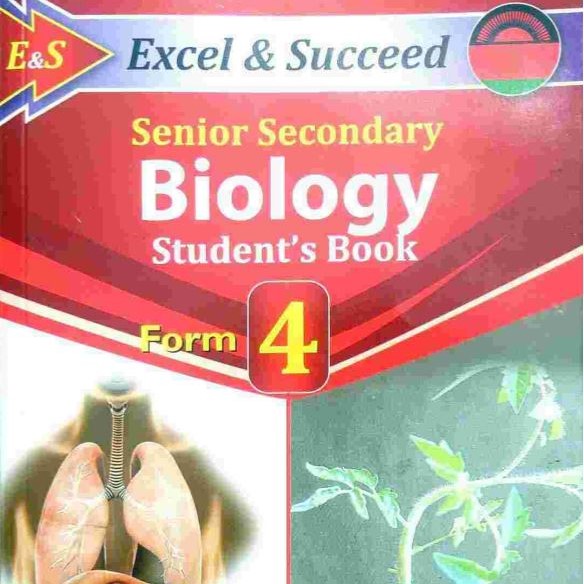 E&S Excel & Succeed
Senior Secondary
Biology
Student's Book
Form 4